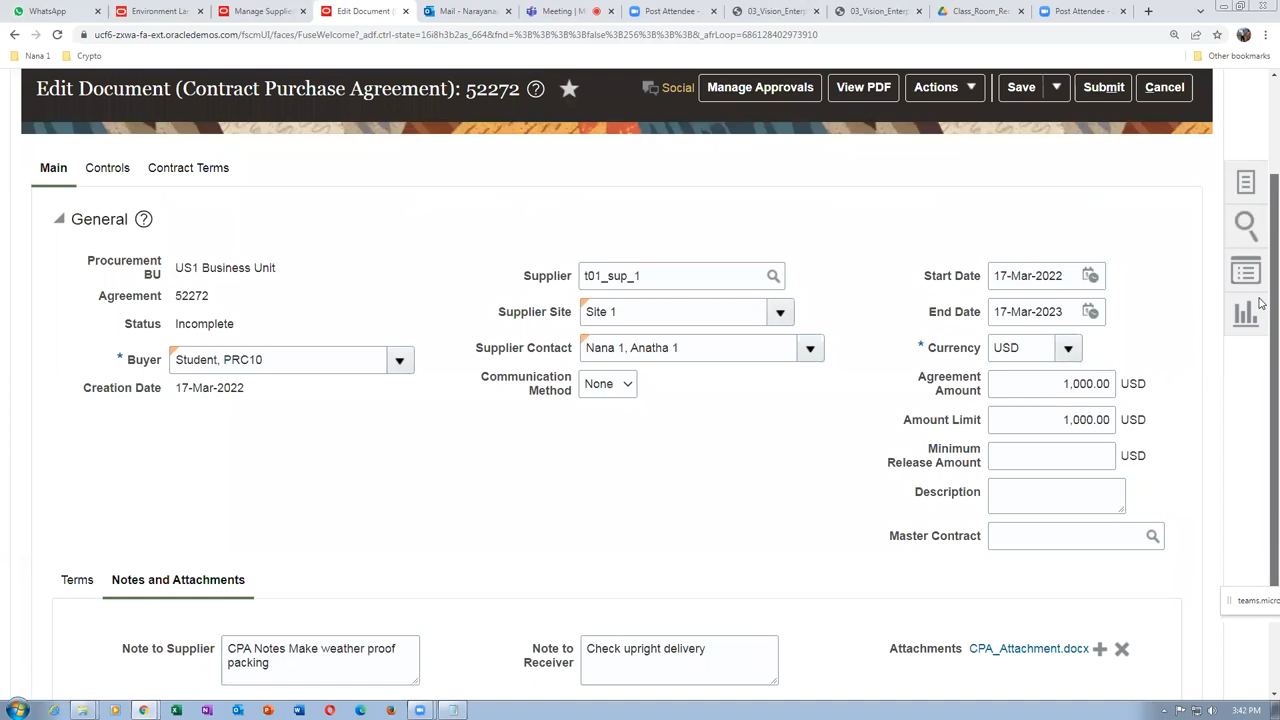 WhatsApp
Environment Lan
Manage Supplie
Edit Document (
Mail - Narayana
Meeting | M
Post Attendee -
03_Vision_Enter
03_Vision_Enter
Class_Room_Re
Post Attendee -
ucf6-zxwa-fa-ext.oracledemos.com/fscmUI/faces/FuseWelcome?_adf.ctrl-state=16i8h3b2as_664&fnd=%3B%3B%3B%3Bfalse%3B256%3B%3B%3B&_afrLoop=686128402973910
Nana 1 Crypto Other bookmarks
Edit Document (Contract Purchase Agreement): 52272
Social Manage Approvals View PDF Actions Save Submit Cancel
Main Controls Contract Terms
General
Procurement BU US1 Business Unit
Agreement 52272
Status Incomplete
* Buyer Student, PRC10
Creation Date 17-Mar-2022
Supplier t01_sup_1
Supplier Site Site 1
Supplier Contact Nana 1, Anatha 1
Communication Method None
Start Date 17-Mar-2022
End Date 17-Mar-2023
* Currency USD
Agreement Amount 1,000.00 USD
Amount Limit 1,000.00 USD
Minimum Release Amount USD
Description
Master Contract
teams.micro
Terms Notes and Attachments
Note to Supplier CPA Notes Make weather proof
packing
Note to Receiver Check upright delivery
Attachments CPA_Attachment.docx
3:42 PM